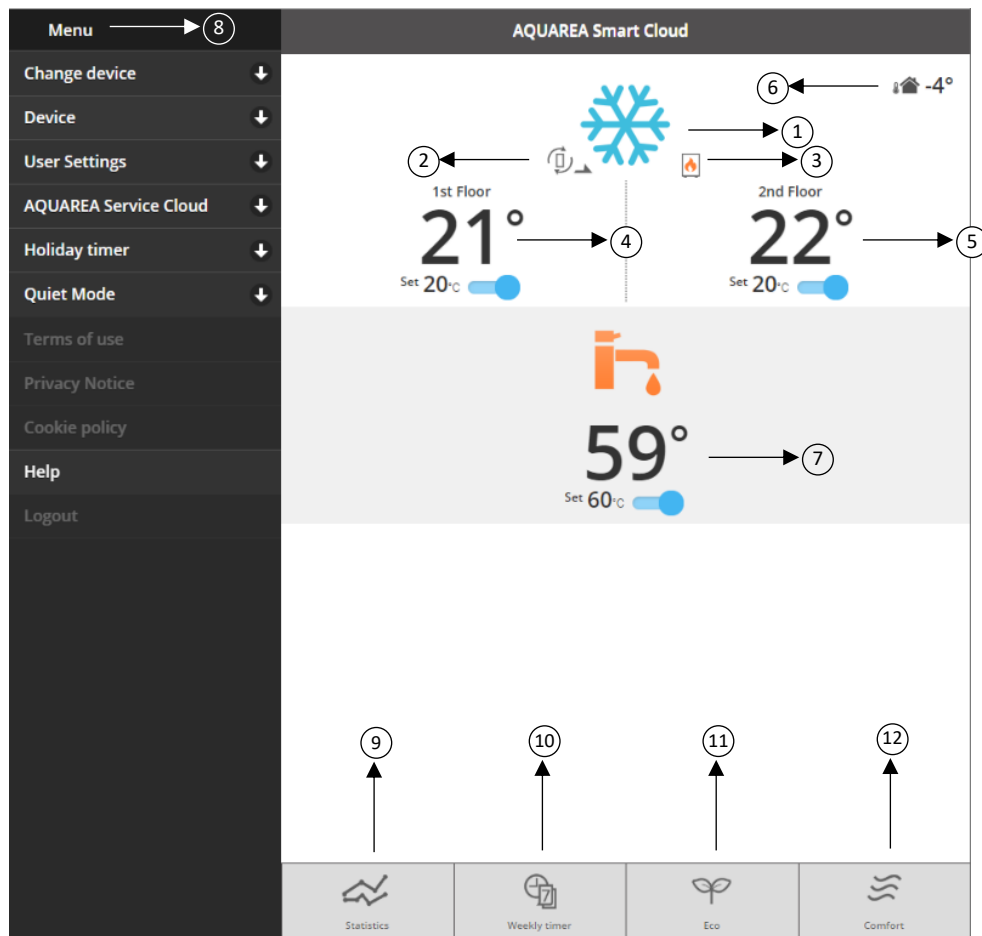 Menu 8
AQUAREA Smart Cloud
Change device
Device
User Settings
AQUAREA Service Cloud
Holiday timer
Quiet Mode
Terms of use
Privacy Notice
Cookie policy
Help
Logout
6 -4°
1
2 3
1st Floor 2nd Floor
21° 4 22° 5
Set 20°C Set 20°C
59° 7
Set 60°C
9 10 11 12
7
Statistics Weekly timer Eco Comfort